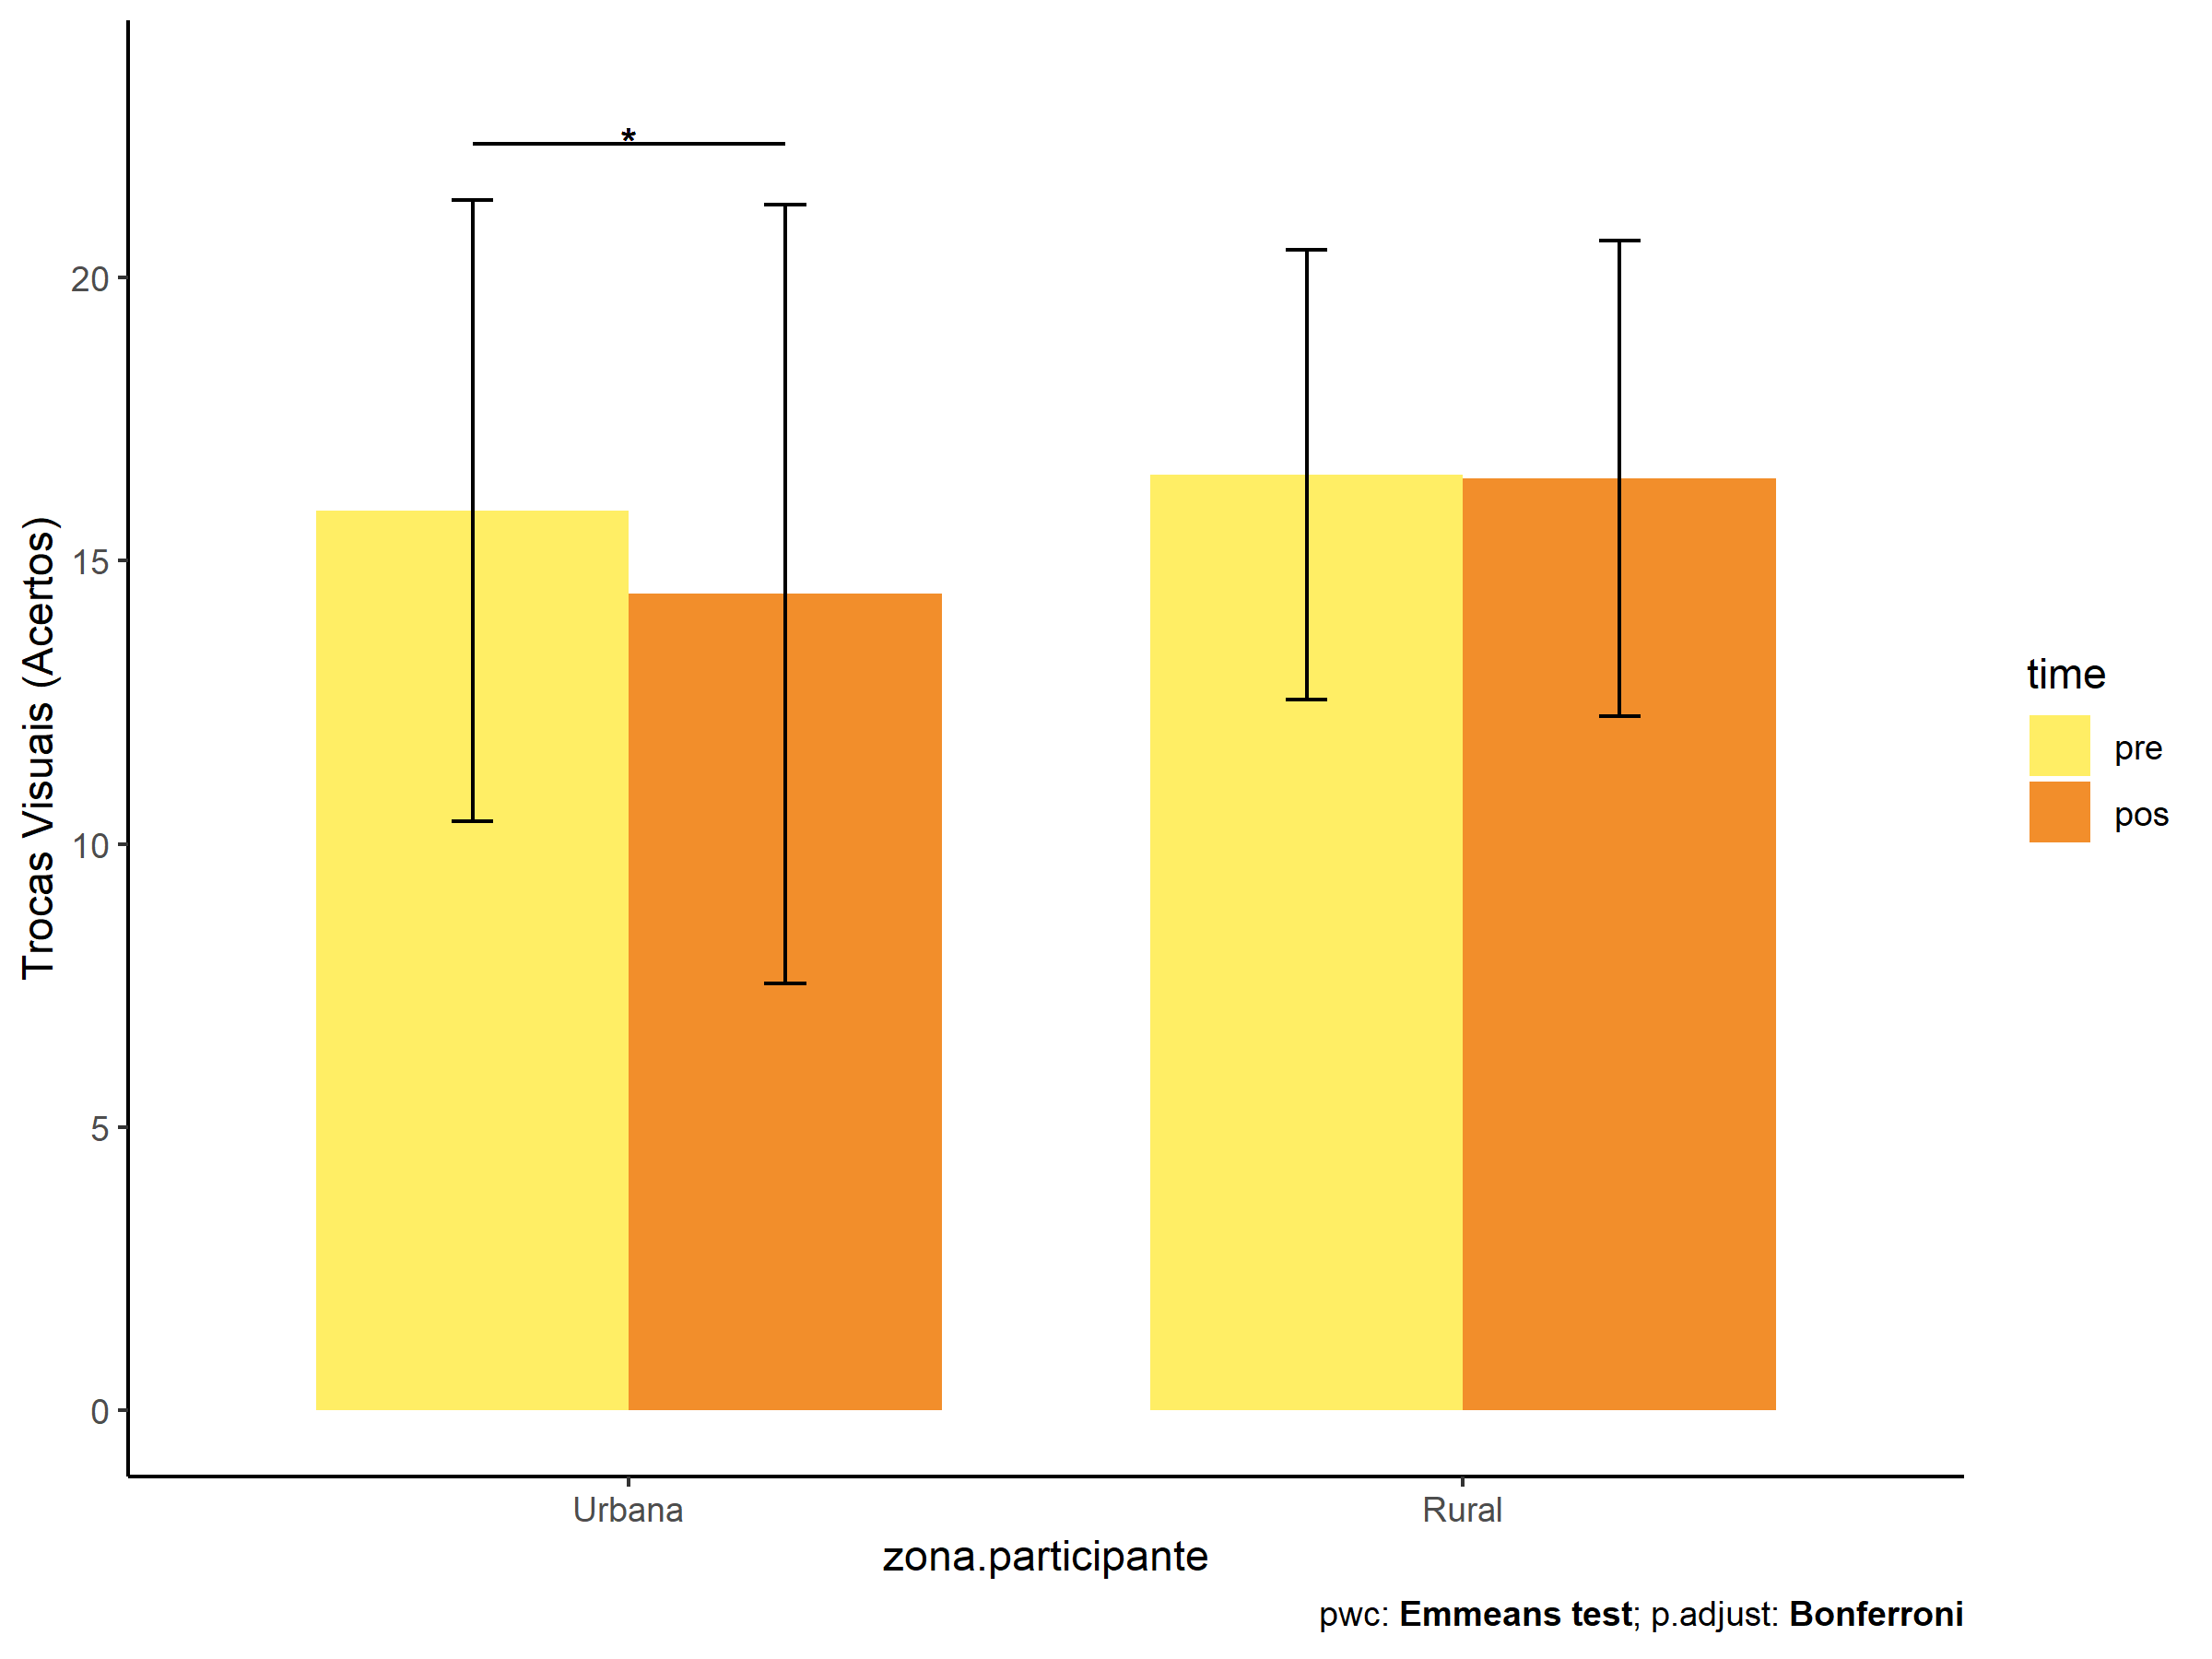 *
20
15
10
5
0
Trocas Visuais (Acertos)
Urbana
Rural
zona.participante
time
pre
pos
pwc: Emmeans test; p.adjust: Bonferroni